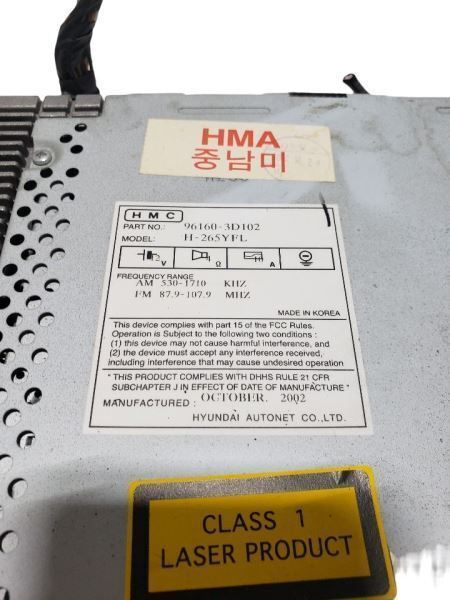 HMA
중남미
HMC
PART NO.: 96160-3D102
MODEL: H-265YFL
V Ω A
FREQUENCY RANGE
AM 530-1710 KHZ
FM 87.9-107.9 MHZ
MADE IN KOREA
This device complies with part 15 of the FCC Rules.
Operation is Subject to the following two conditions :
(1) this device may not cause harmful interference, and
(2) the device must accept any interference received,
including interference that may cause undesired operation
" THIS PRODUCT COMPLIES WITH DHHS RULE 21 CFR
SUBCHAPTER J IN EFFECT OF DATE OF MANUFACTURE "
MANUFACTURED : OCTOBER. 2002
HYUNDAI AUTONET CO.,LTD.
CLASS 1
LASER PRODUCT